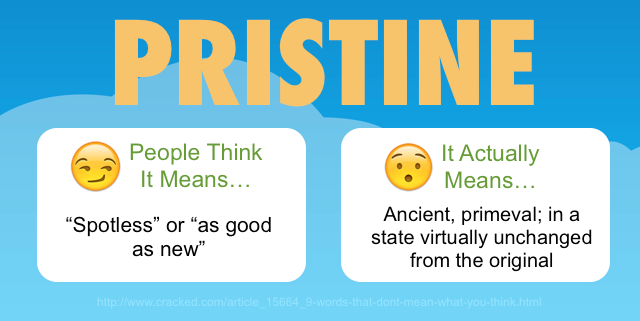 PRISTINE
People Think
It Means…
“Spotless” or “as good
as new”
It Actually
Means…
Ancient, primeval; in a
state virtually unchanged
from the original
http://www.cracked.com/article_15664_9-words-that-dont-mean-what-you-think.html